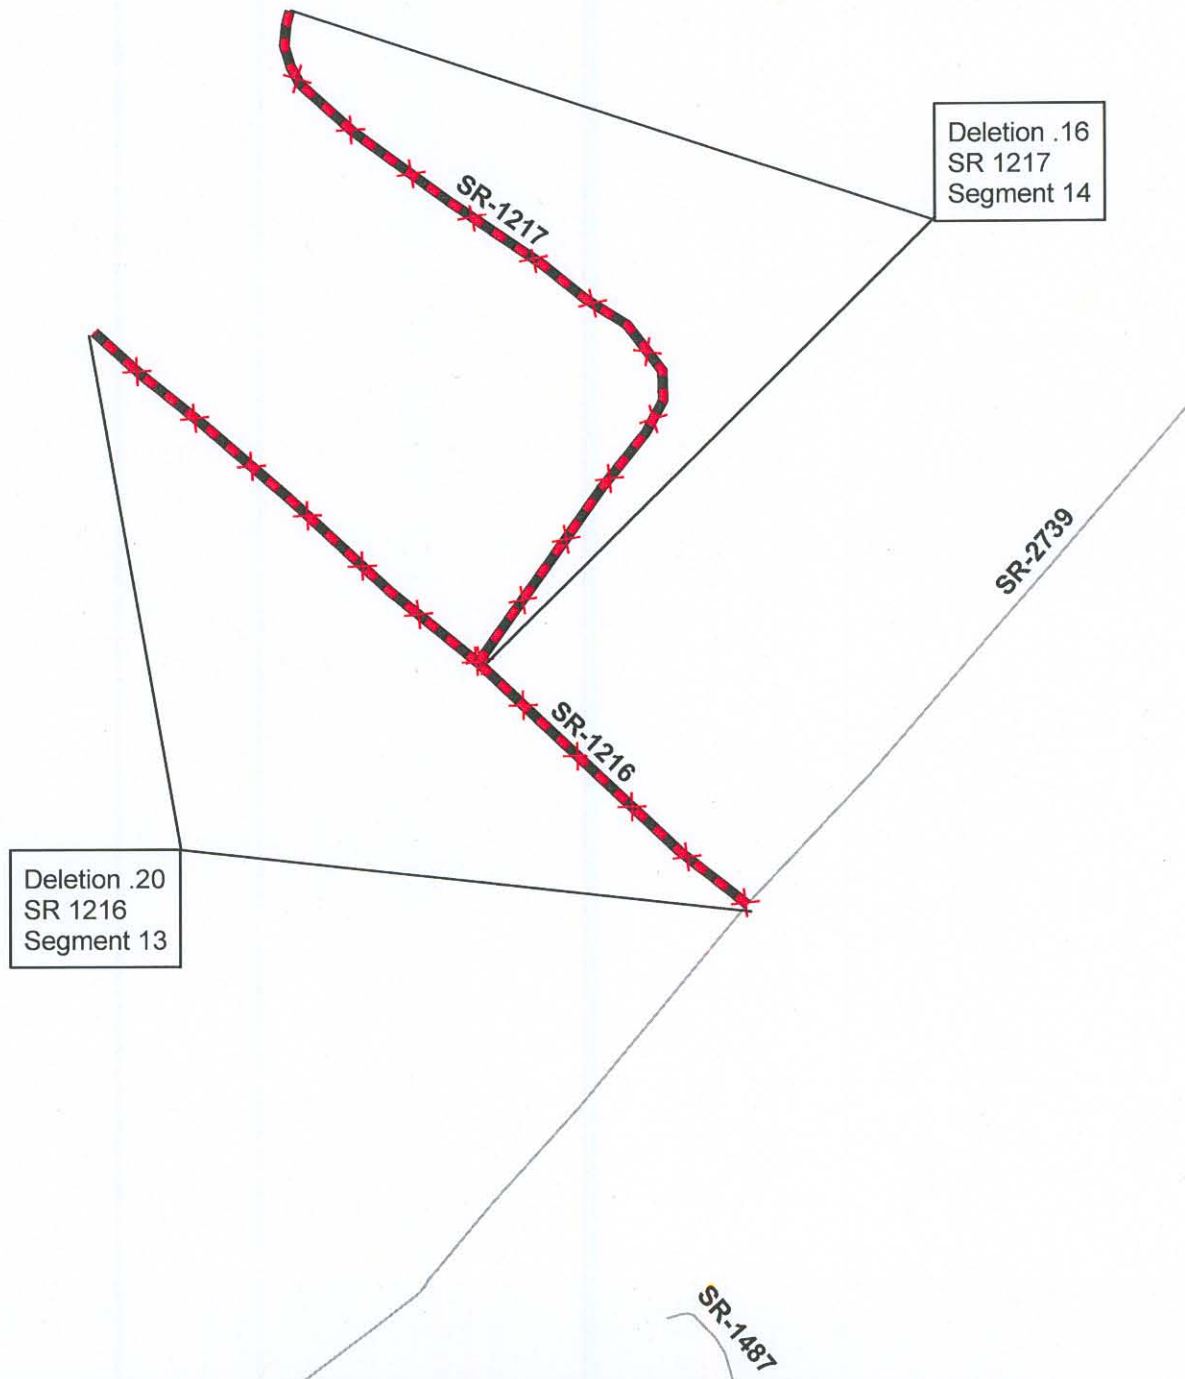 Deletion .16
SR 1217
Segment 14
SR-1217
SR-2739
SR-1216
Deletion .20
SR 1216
Segment 13
SR-1487